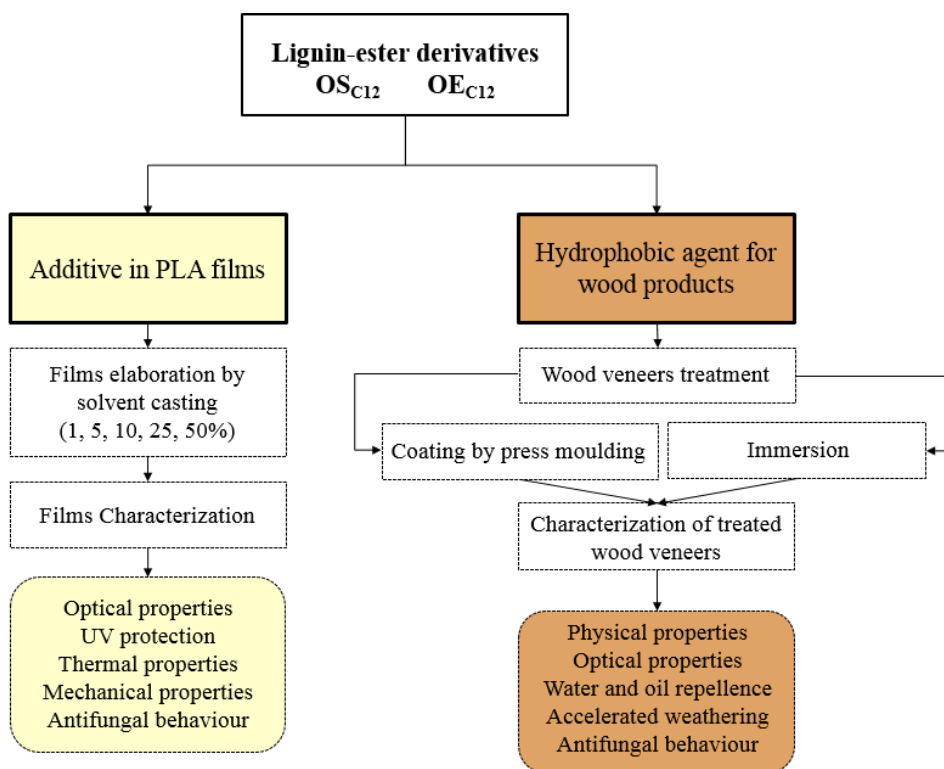 Lignin-ester derivatives
OS_C12 OE_C12
Additive in PLA films
Films elaboration by
solvent casting
(1, 5, 10, 25, 50%)
Films Characterization
Optical properties
UV protection
Thermal properties
Mechanical properties
Antifungal behaviour
Hydrophobic agent for
wood products
Wood veneers treatment
Coating by press moulding
Immersion
Characterization of treated
wood veneers
Physical properties
Optical properties
Water and oil repellence
Accelerated weathering
Antifungal behaviour